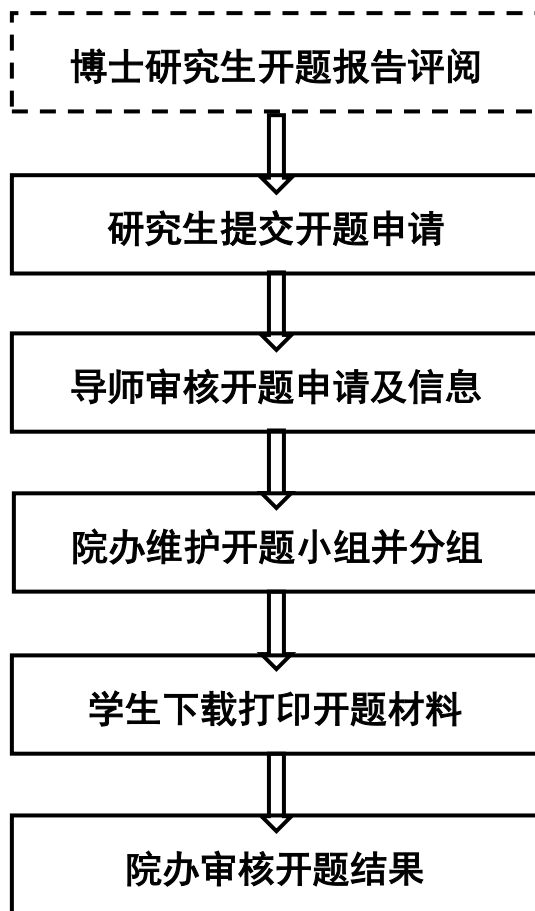 博士研究生开题报告评阅
研究生提交开题申请
导师审核开题申请及信息
院办维护开题小组并分组
学生下载打印开题材料
院办审核开题结果